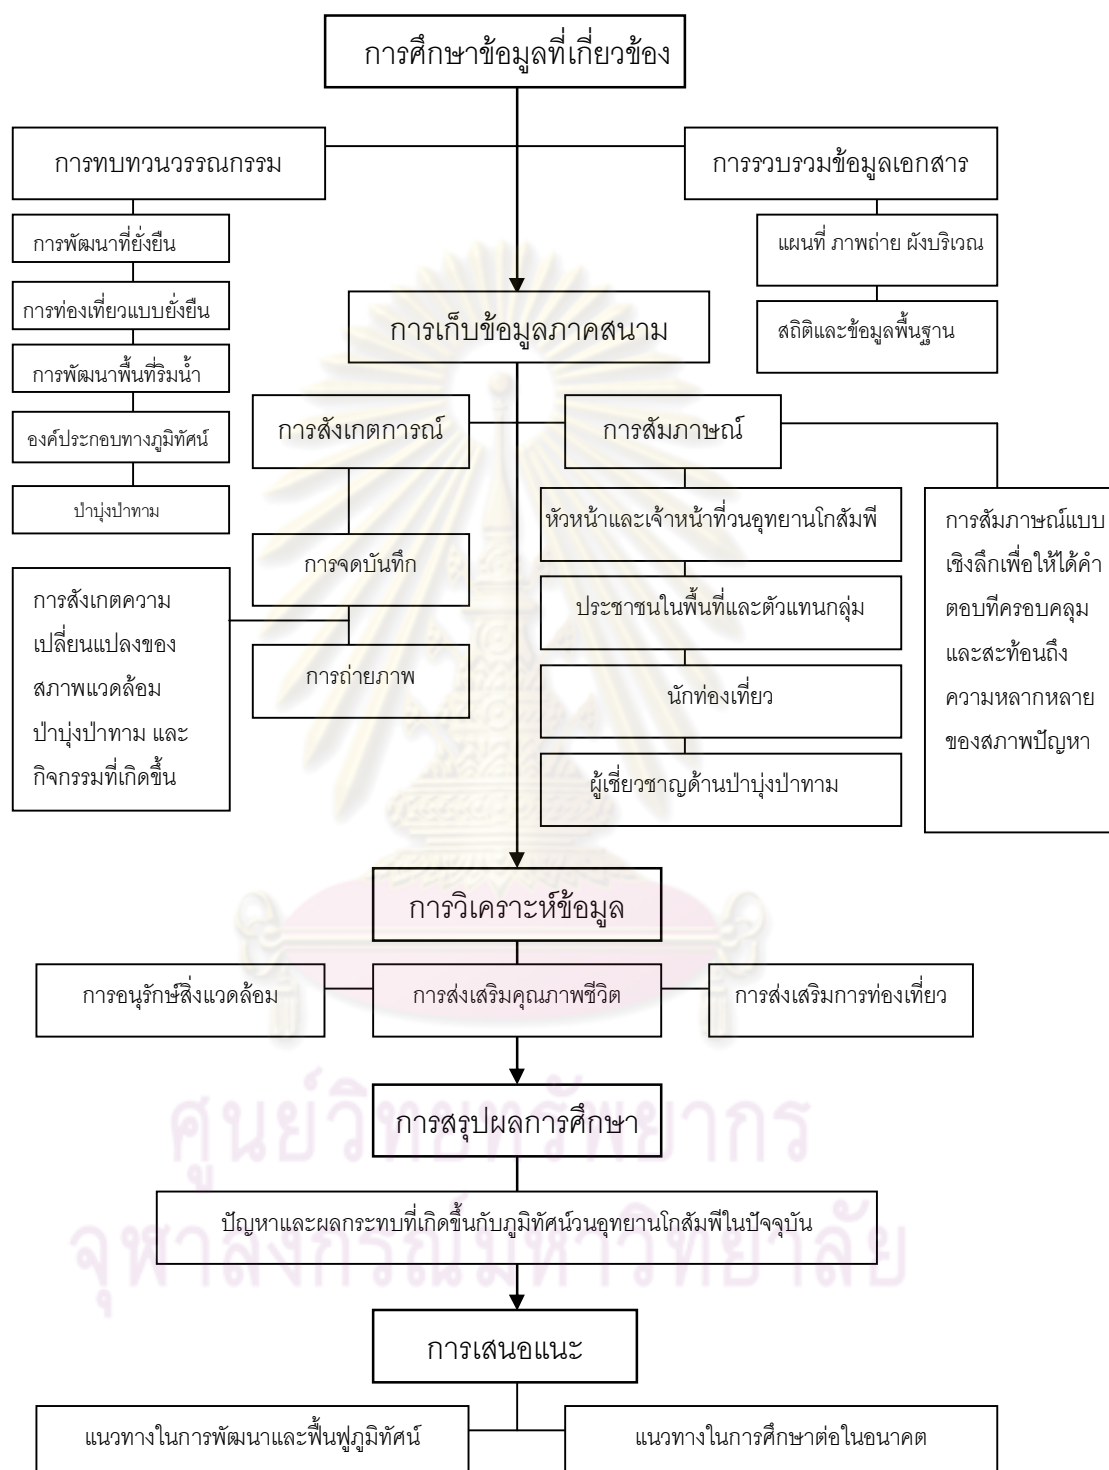 การศึกษาข้อมูลที่เกี่ยวข้อง
การทบทวนวรรณกรรม
การรวบรวมข้อมูลเอกสาร
การพัฒนาที่ยั่งยืน
การท่องเที่ยวแบบยั่งยืน
การพัฒนาพื้นที่ริมน้ำ
องค์ประกอบทางภูมิทัศน์
ป่าบุ่งป่าทาม
แผนที่ ภาพถ่าย ผังบริเวณ
สถิติและข้อมูลพื้นฐาน
การเก็บข้อมูลภาคสนาม
การสังเกตการณ์
การสัมภาษณ์
การจดบันทึก
การถ่ายภาพ
การสังเกตความ
เปลี่ยนแปลงของ
สภาพแวดล้อม
ป่าบุ่งป่าทาม และ
กิจกรรมที่เกิดขึ้น
หัวหน้าและเจ้าหน้าที่วนอุทยานโกสัมพี
ประชาชนในพื้นที่และตัวแทนกลุ่ม
นักท่องเที่ยว
ผู้เชี่ยวชาญด้านป่าบุ่งป่าทาม
การสัมภาษณ์แบบ
เชิงลึกเพื่อให้ได้คำ
ตอบทีครอบคลุม
และสะท้อนถึง
ความหลากหลาย
ของสภาพปัญหา
การวิเคราะห์ข้อมูล
การอนุรักษ์สิ่งแวดล้อม
การส่งเสริมคุณภาพชีวิต
การส่งเสริมการท่องเที่ยว
การสรุปผลการศึกษา
ศูนย์วิทยทรัพยากร
จุฬาลงกรณ์มหาวิทยาลัย
ปัญหาและผลกระทบที่เกิดขึ้นกับภูมิทัศน์วนอุทยานโกสัมพีในปัจจุบัน
การเสนอแนะ
แนวทางในการพัฒนาและฟื้นฟูภูมิทัศน์
แนวทางในการศึกษาต่อในอนาคต